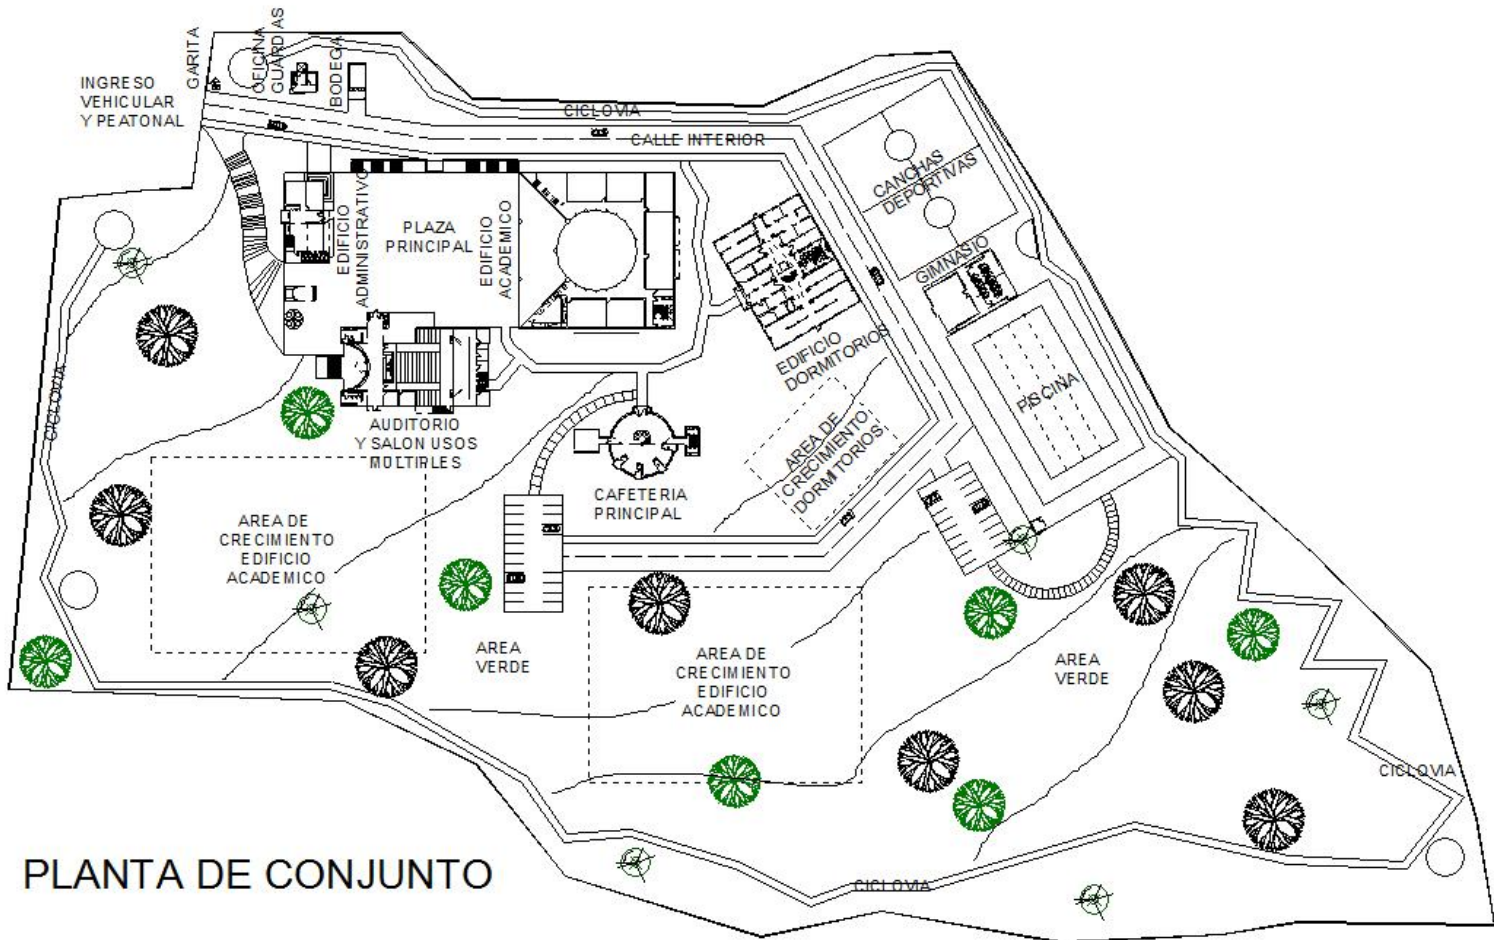 GARITA
OFICINA
GUARDIAS
BODEGA
INGRESO
VEHICULAR
Y PEATONAL
CICLOVIA
CALLE INTERIOR
CANCHAS
DEPORTIVAS
EDIFICIO
ADMINISTRATIVO
PLAZA
PRINCIPAL
EDIFICIO
ACADEMICO
GIMNASIO
EDIFICIO
DORMITORIOS
PISCINA
CICLOVIA
AUDITORIO
Y SALON USOS
MULTIPLES
AREA DE
CRECIMIENTO
DORMITORIOS
CAFETERIA
PRINCIPAL
AREA DE
CRECIMIENTO
EDIFICIO
ACADEMICO
AREA
VERDE
AREA DE
CRECIMIENTO
EDIFICIO
ACADEMICO
AREA
VERDE
CICLOVIA
PLANTA DE CONJUNTO
CICLOVIA